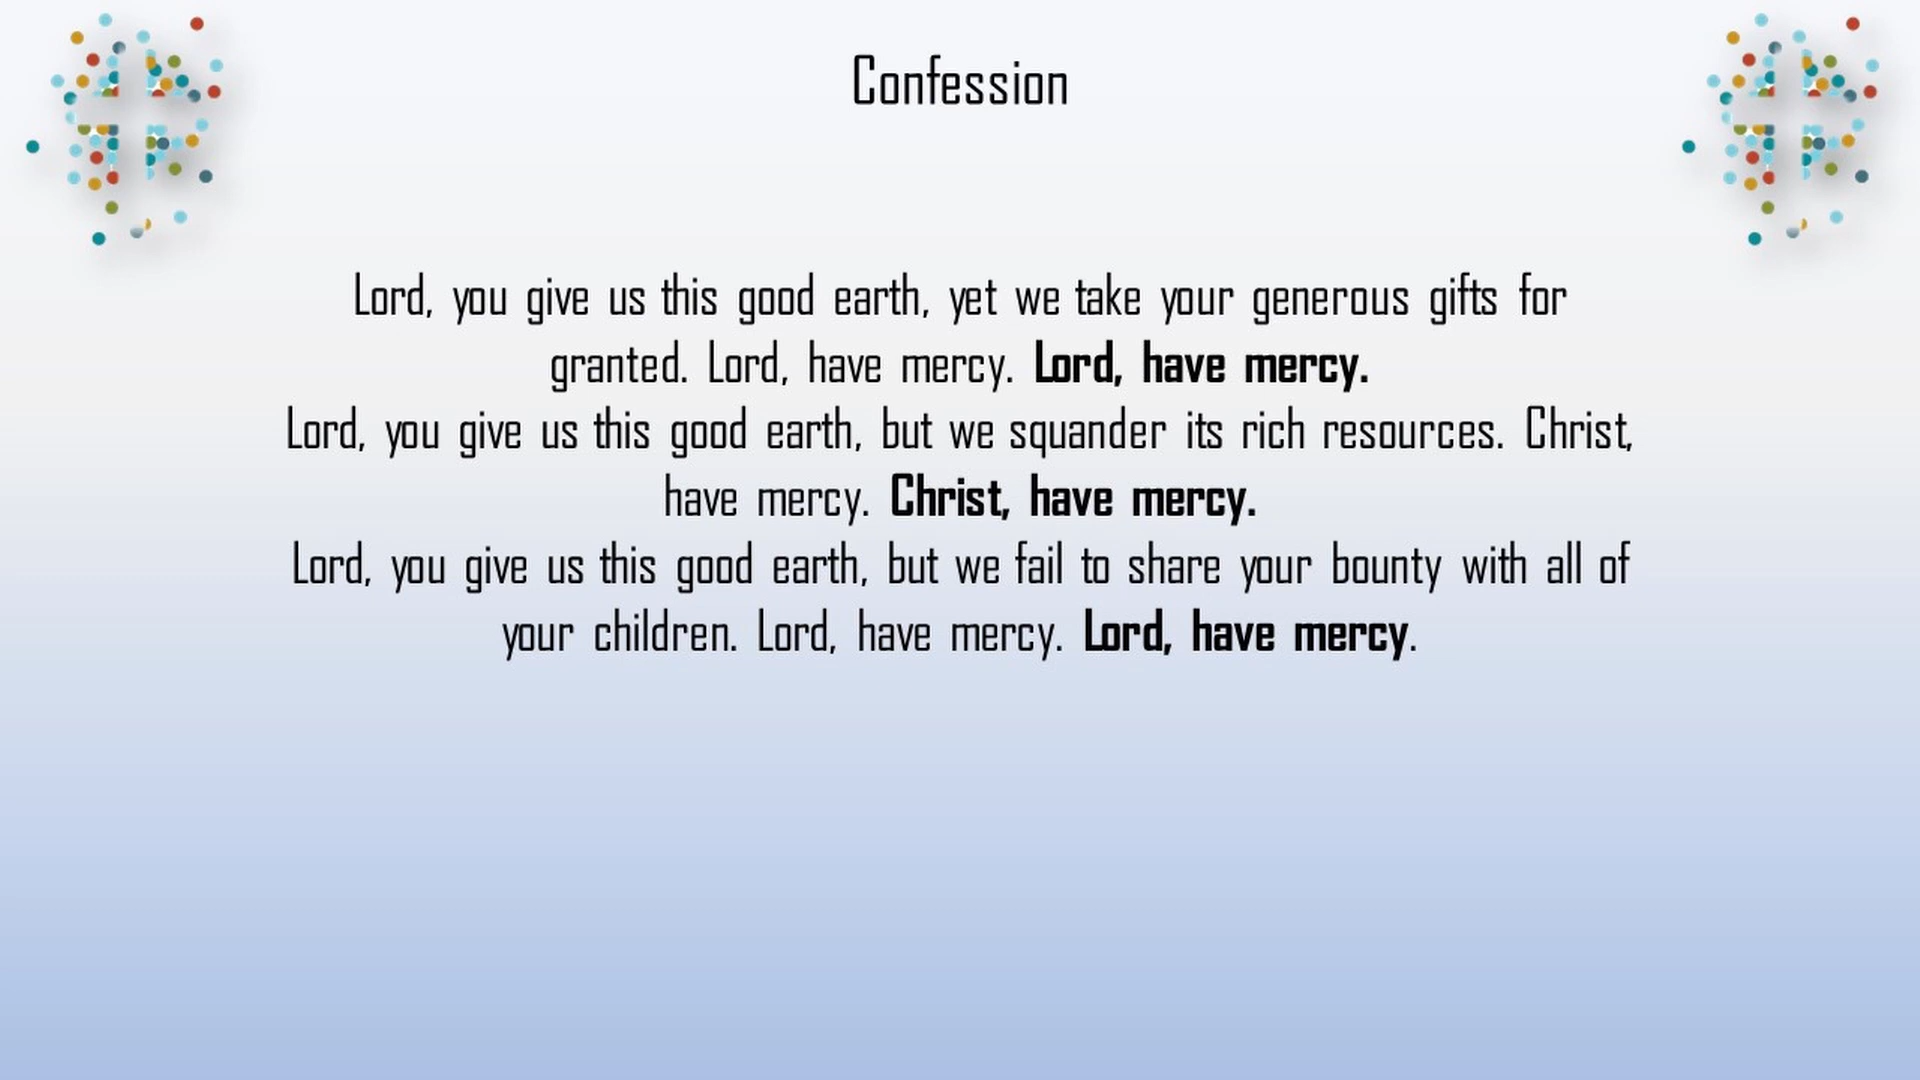 Confession
Lord, you give us this good earth, yet we take your generous gifts for
granted. Lord, have mercy. Lord, have mercy.
Lord, you give us this good earth, but we squander its rich resources. Christ,
have mercy. Christ, have mercy.
Lord, you give us this good earth, but we fail to share your bounty with all of
your children. Lord, have mercy. Lord, have mercy.